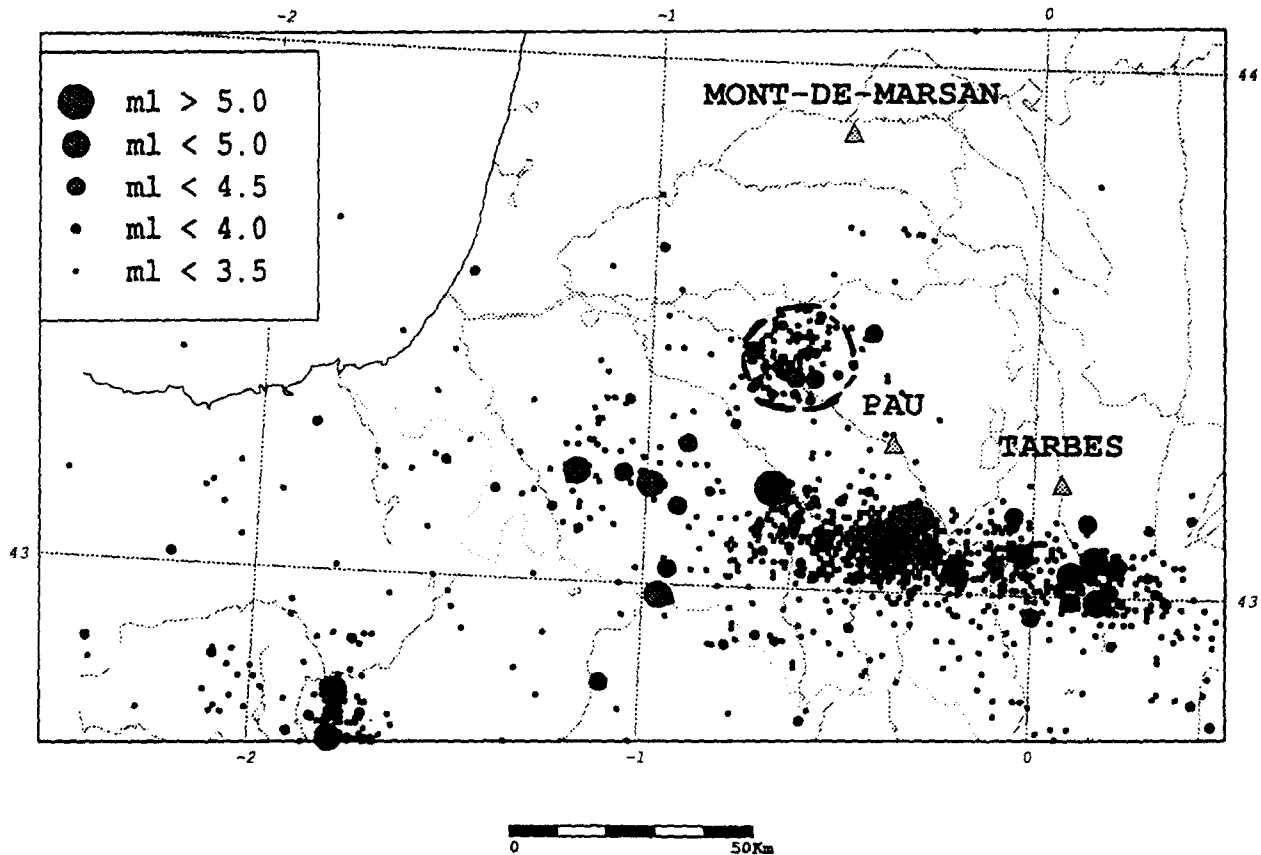 -2 -1 0
44
MONT-DE-MARSAN
ml > 5.0
ml < 5.0
ml < 4.5
ml < 4.0
ml < 3.5
PAU
TARBES
43
43
-2 -1 0
0 50Km